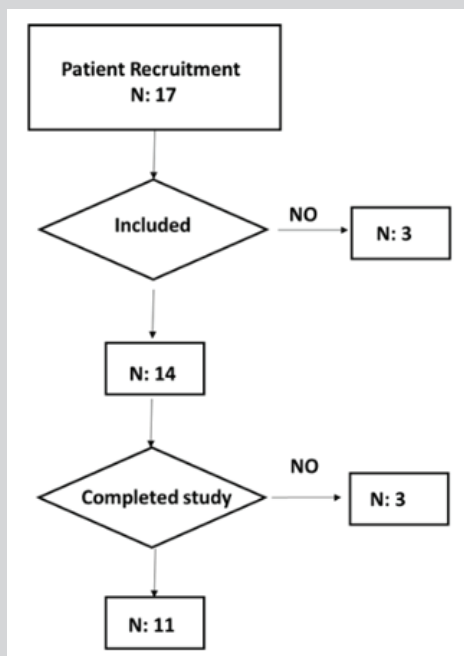 Patient Recruitment
N: 17
Included
NO
N: 3
N: 14
Completed study
NO
N: 3
N: 11